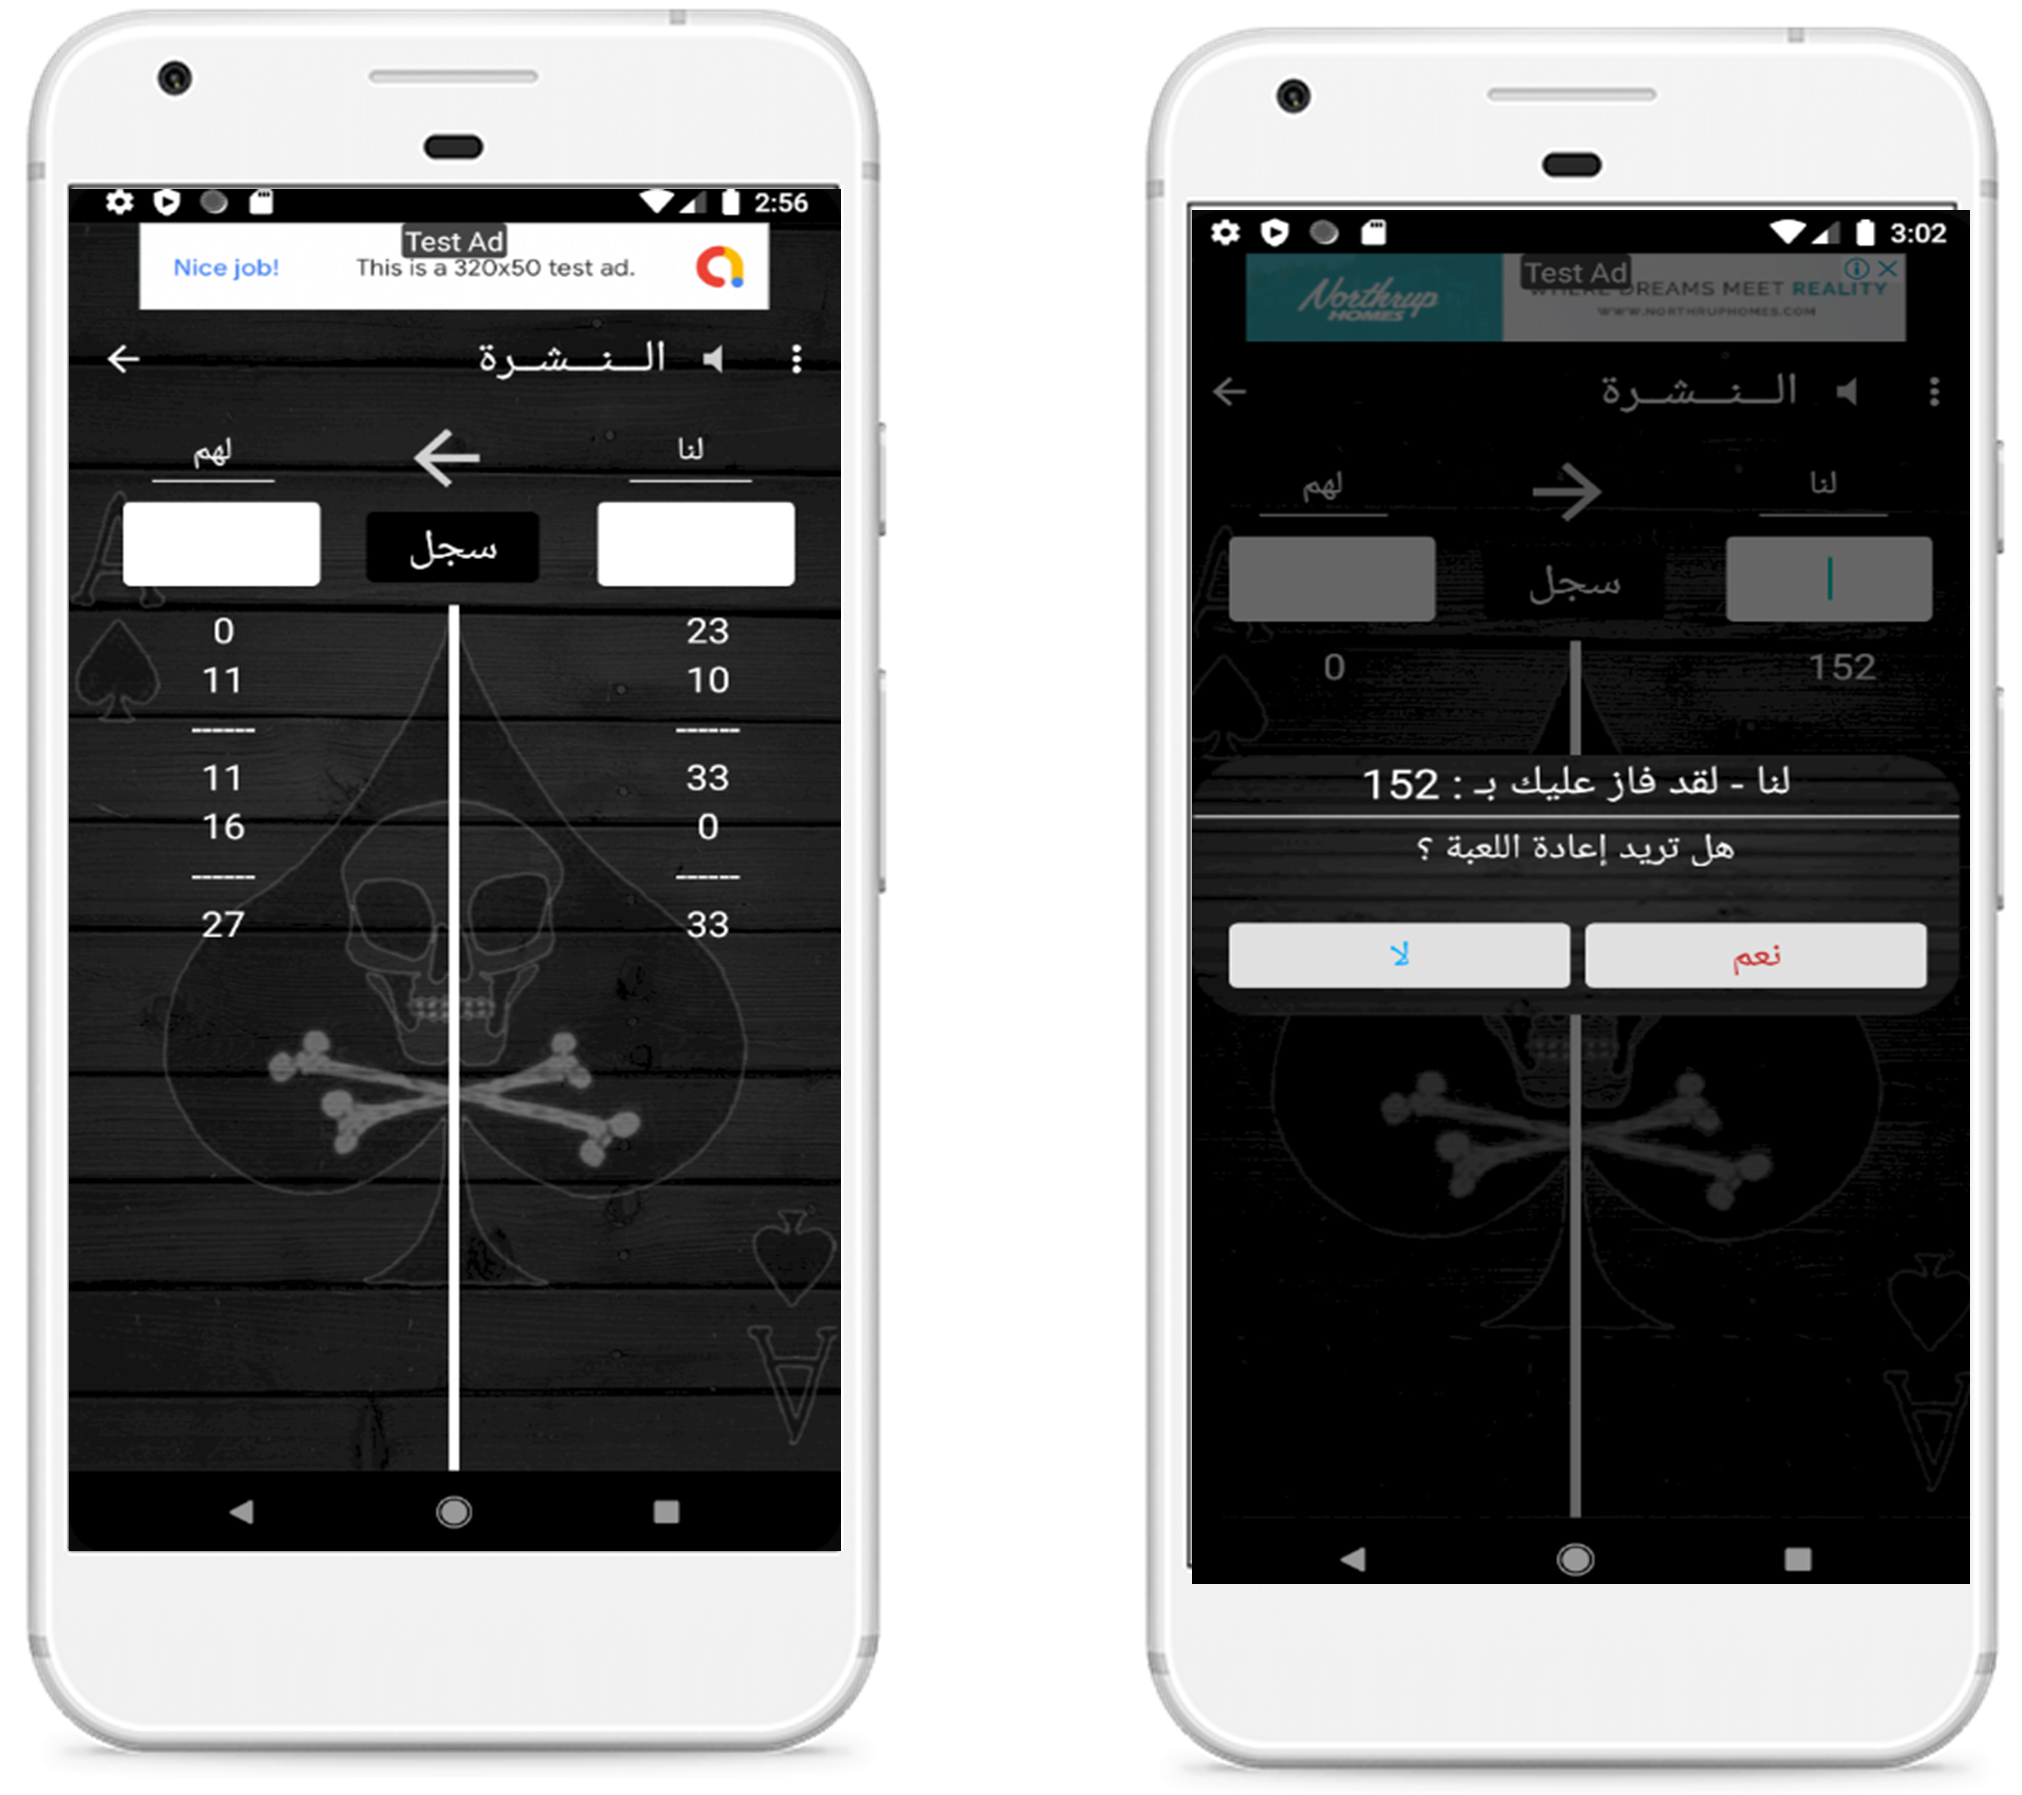 2:56
Test Ad
Nice job! This is a 320x50 test ad.
الـــنـــشـــرة
لنا لهم
سجل
23 0
10 11
------ ------
33 11
0 16
------ ------
33 27
3:02
Test Ad
Northrup HOMES
WHERE DREAMS MEET REALITY
WWW.NORTHRUPHOMES.COM
الـــنـــشـــرة
لنا لهم
سجل
152 0
لنا - لقد فاز عليك بـ : 152
هل تريد إعادة اللعبة ؟
نعم لا
A
A